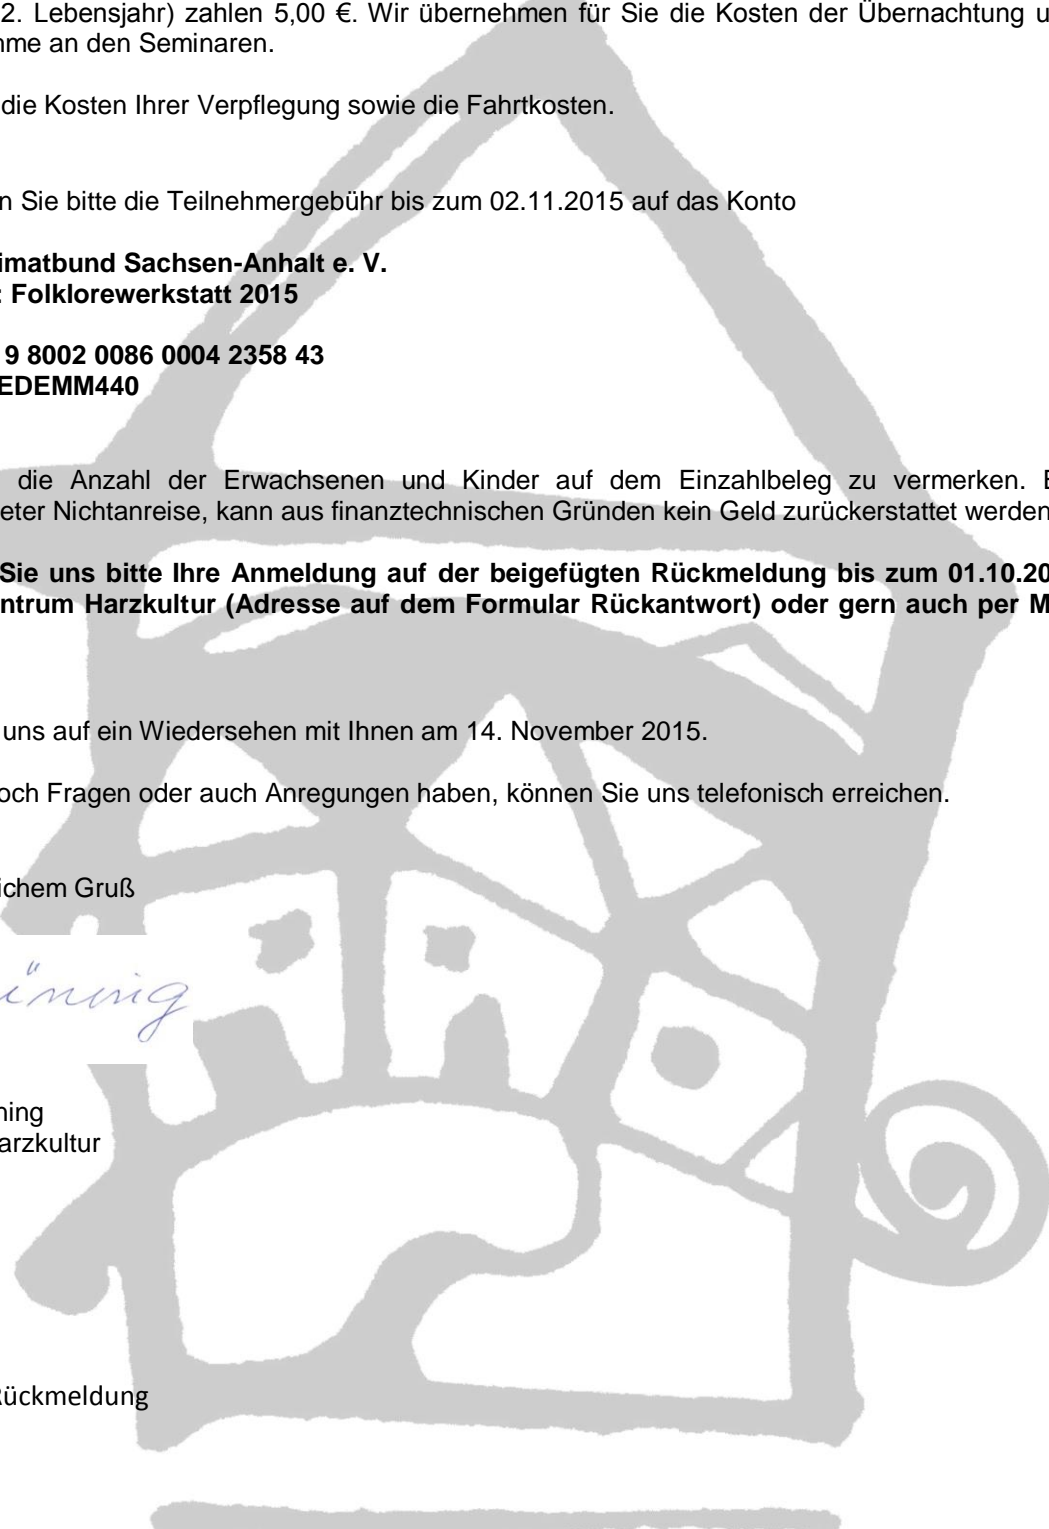 2. Lebensjahr) zahlen 5,00 €. Wir übernehmen für Sie die Kosten der Übernachtung u
hme an den Seminaren.
die Kosten Ihrer Verpflegung sowie die Fahrtkosten.
n Sie bitte die Teilnehmergebühr bis zum 02.11.2015 auf das Konto
imatbund Sachsen-Anhalt e. V.
: Folklorewerkstatt 2015
9 8002 0086 0004 2358 43
EDEMM440
die Anzahl der Erwachsenen und Kinder auf dem Einzahlbeleg zu vermerken. B
eter Nichtanreise, kann aus finanztechnischen Gründen kein Geld zurückerstattet werden
Sie uns bitte Ihre Anmeldung auf der beigefügten Rückmeldung bis zum 01.10.20
ntrum Harzkultur (Adresse auf dem Formular Rückantwort) oder gern auch per M
uns auf ein Wiedersehen mit Ihnen am 14. November 2015.
och Fragen oder auch Anregungen haben, können Sie uns telefonisch erreichen.
ichem Gruß
üning
ning
arzkultur
Rückmeldung